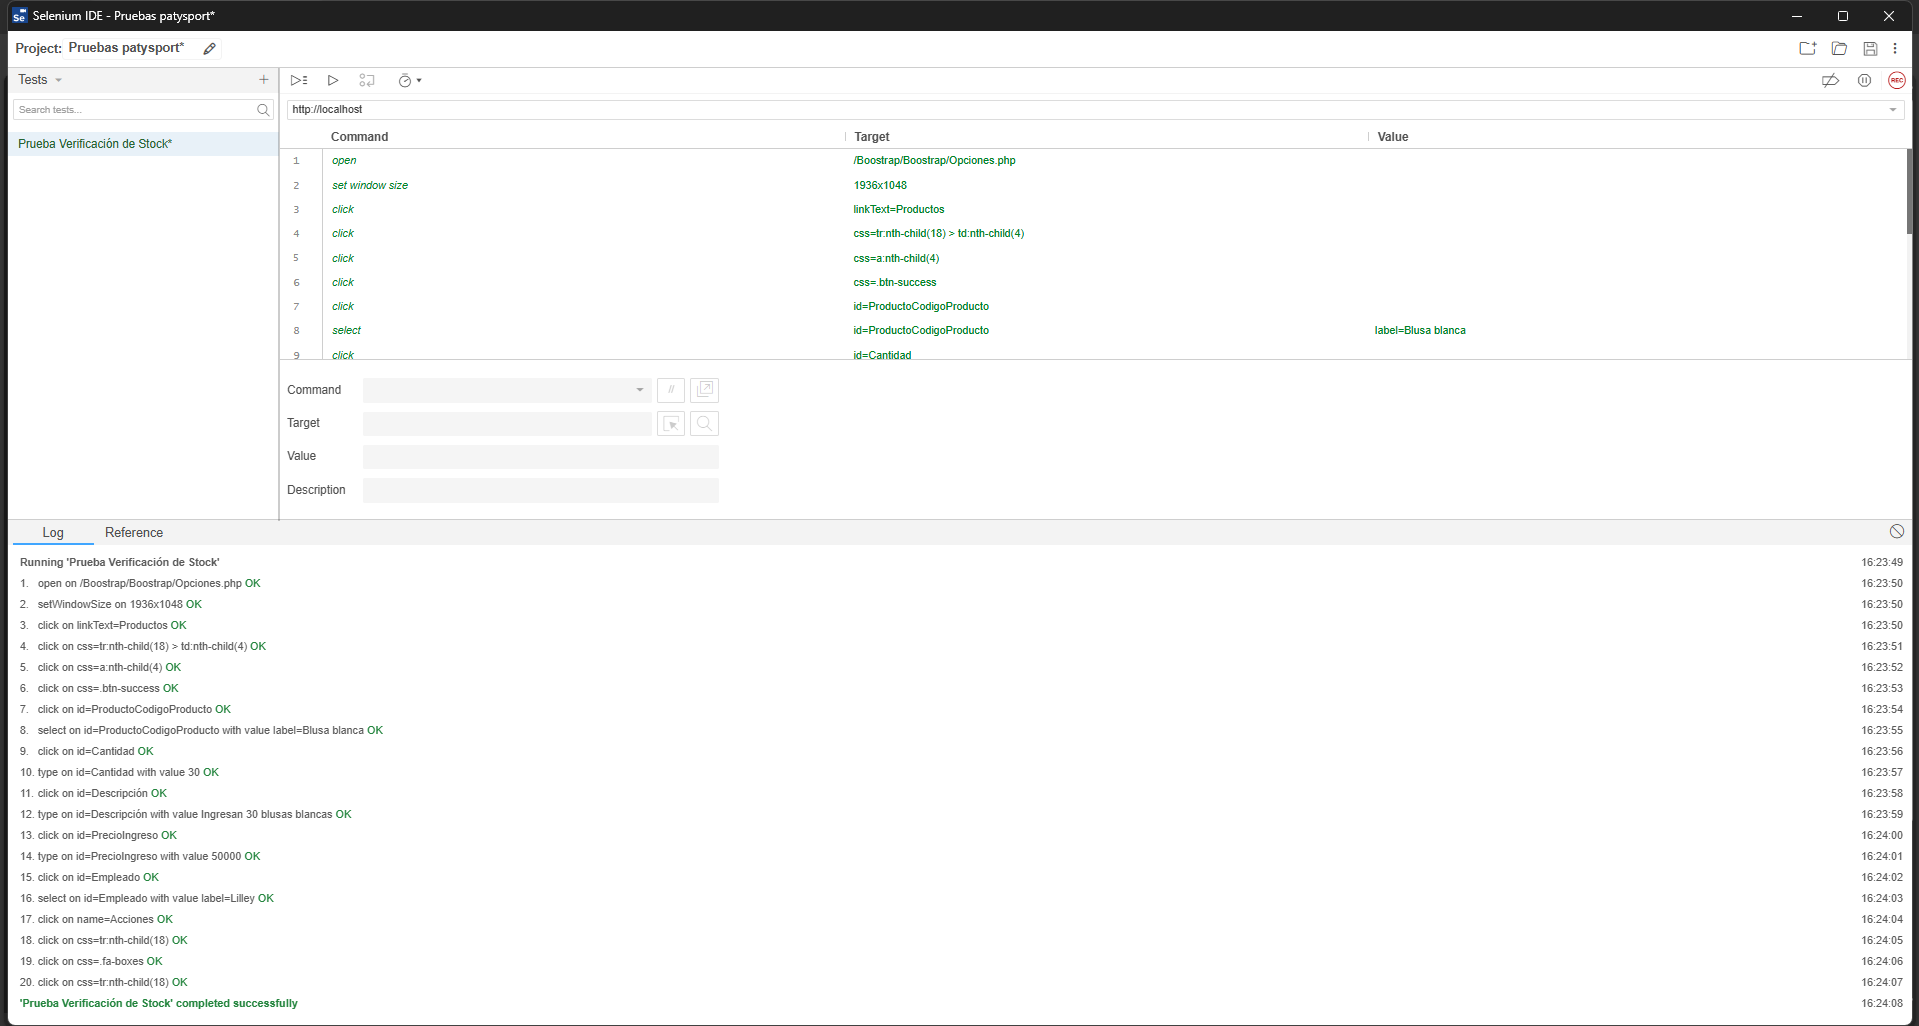 Selenium IDE - Pruebas patysport*
Project: Pruebas patysport*
Tests
Search tests...
Prueba Verificación de Stock*
REC
http://localhost
Command Target Value
1 open /Boostrap/Boostrap/Opciones.php
2 set window size 1936x1048
3 click linkText=Productos
4 click css=tr:nth-child(18) > td:nth-child(4)
5 click css=a:nth-child(4)
6 click css=.btn-success
7 click id=ProductoCodigoProducto
8 select id=ProductoCodigoProducto label=Blusa blanca
9 click id=Cantidad
Command //
Target
Value
Description
Log Reference
Running 'Prueba Verificación de Stock' 16:23:49
1. open on /Boostrap/Boostrap/Opciones.php OK 16:23:50
2. setWindowSize on 1936x1048 OK 16:23:50
3. click on linkText=Productos OK 16:23:50
4. click on css=tr:nth-child(18) > td:nth-child(4) OK 16:23:51
5. click on css=a:nth-child(4) OK 16:23:52
6. click on css=.btn-success OK 16:23:53
7. click on id=ProductoCodigoProducto OK 16:23:54
8. select on id=ProductoCodigoProducto with value label=Blusa blanca OK 16:23:55
9. click on id=Cantidad OK 16:23:56
10. type on id=Cantidad with value 30 OK 16:23:57
11. click on id=Descripción OK 16:23:58
12. type on id=Descripción with value Ingresan 30 blusas blancas OK 16:23:59
13. click on id=PrecioIngreso OK 16:24:00
14. type on id=PrecioIngreso with value 50000 OK 16:24:01
15. click on id=Empleado OK 16:24:02
16. select on id=Empleado with value label=Lilley OK 16:24:03
17. click on name=Acciones OK 16:24:04
18. click on css=tr:nth-child(18) OK 16:24:05
19. click on css=.fa-boxes OK 16:24:06
20. click on css=tr:nth-child(18) OK 16:24:07
'Prueba Verificación de Stock' completed successfully 16:24:08